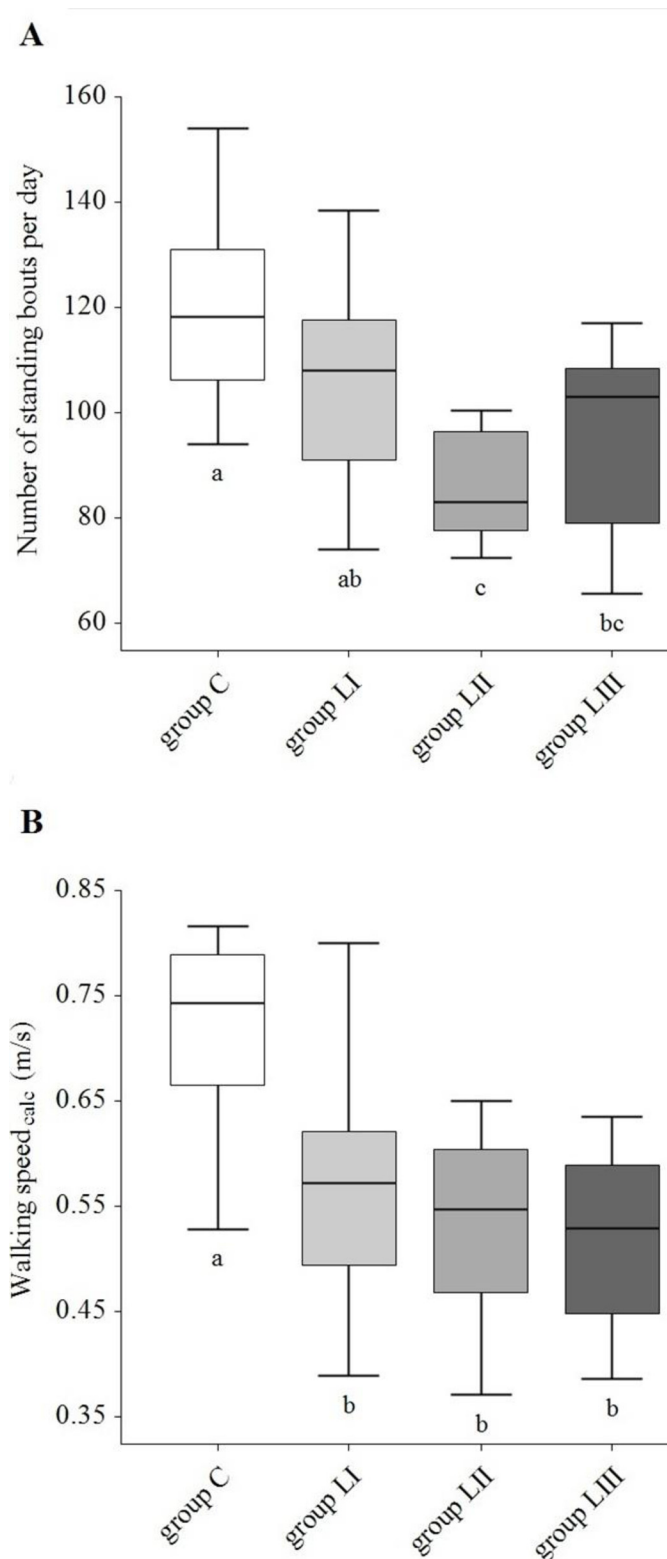 A
Number of standing bouts per day
160
140
120
100
80
60
a
ab
c
bc
group C
group LI
group LII
group LIII
B
Walking speed calc (m/s)
0.85
0.75
0.65
0.55
0.45
0.35
a
b
b
b
group C
group LI
group LII
group LIII